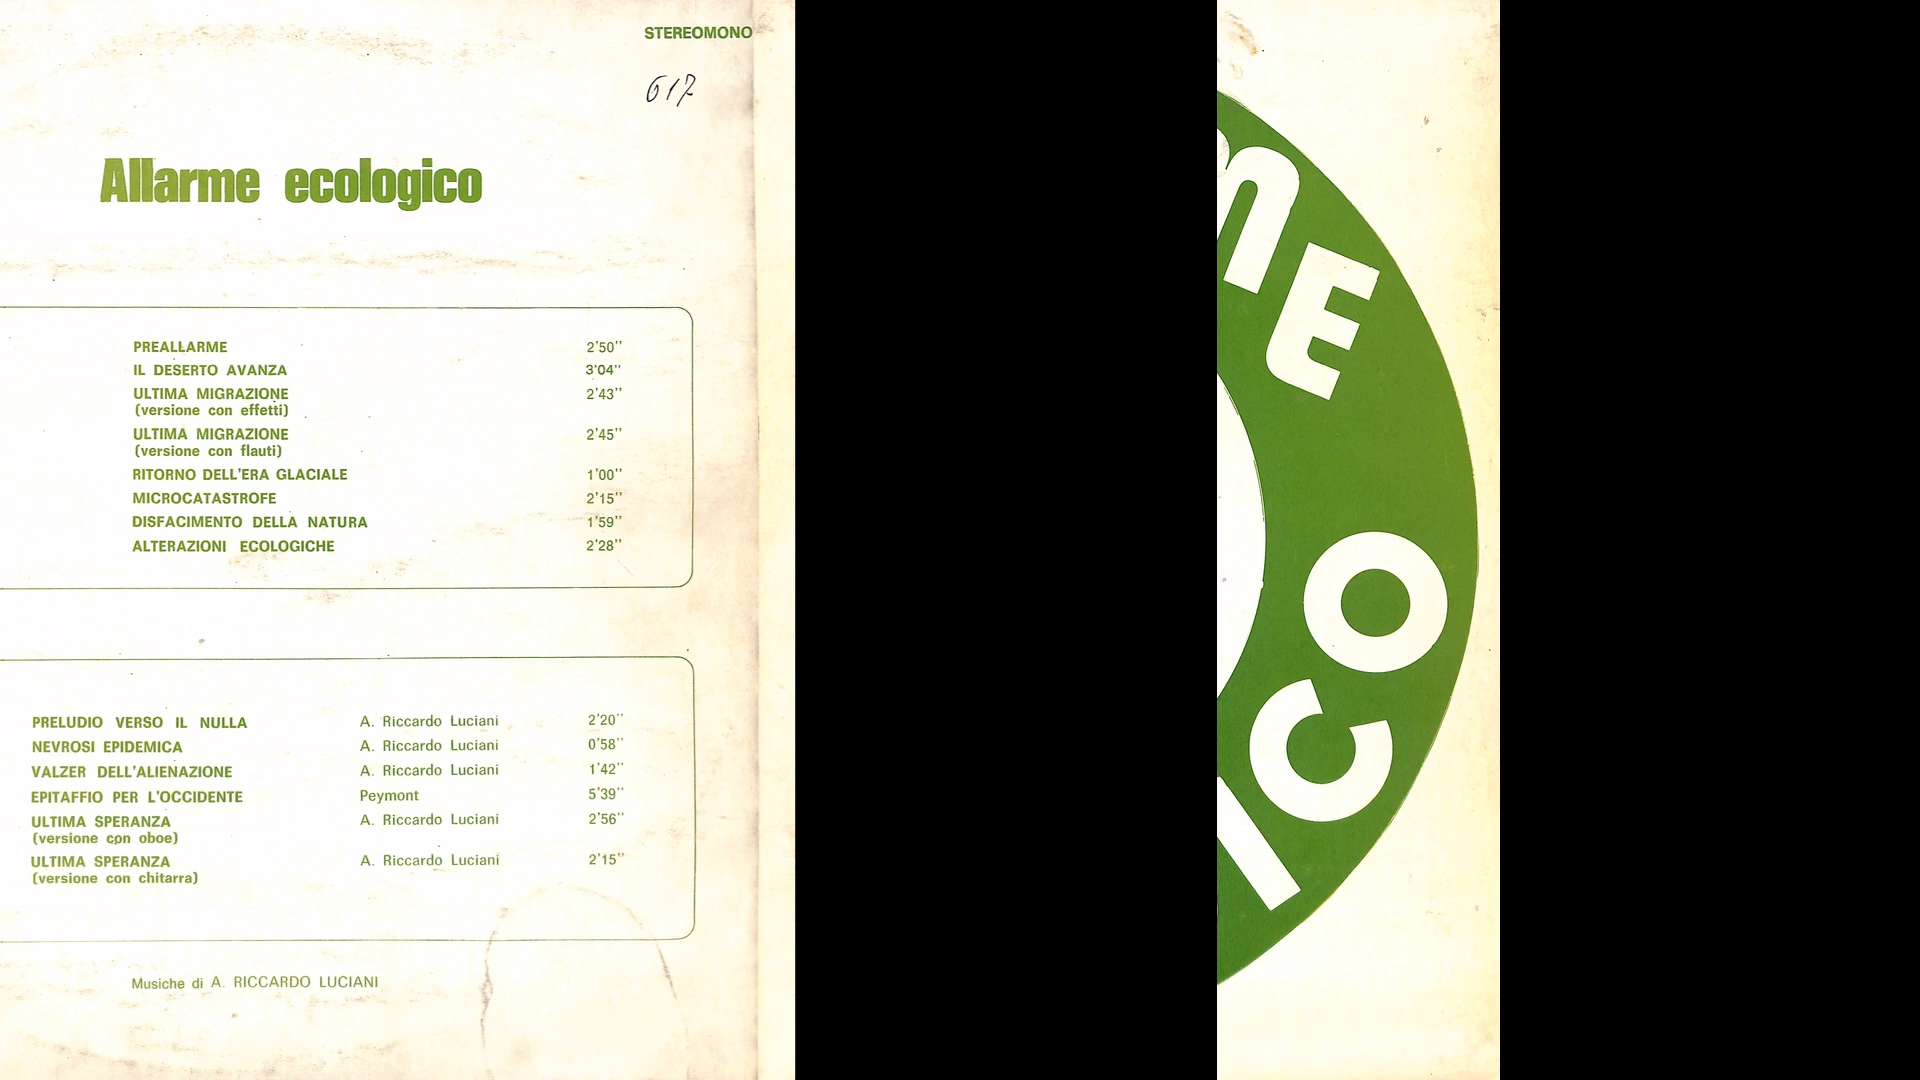 STEREOMONO
617
Allarme ecologico
PREALLARME 2'50''
IL DESERTO AVANZA 3'04''
ULTIMA MIGRAZIONE 2'43''
(versione con effetti)
ULTIMA MIGRAZIONE 2'45''
(versione con flauti)
RITORNO DELL'ERA GLACIALE 1'00''
MICROCATASTROFE 2'15''
DISFACIMENTO DELLA NATURA 1'59''
ALTERAZIONI ECOLOGICHE 2'28''
PRELUDIO VERSO IL NULLA A. Riccardo Luciani 2'20''
NEVROSI EPIDEMICA A. Riccardo Luciani 0'58''
VALZER DELL'ALIENAZIONE A. Riccardo Luciani 1'42''
EPITAFFIO PER L'OCCIDENTE Peymont 5'39''
ULTIMA SPERANZA A. Riccardo Luciani 2'56''
(versione con oboe)
ULTIMA SPERANZA A. Riccardo Luciani 2'15''
(versione con chitarra)
Musiche di A. RICCARDO LUCIANI
ME
ICO